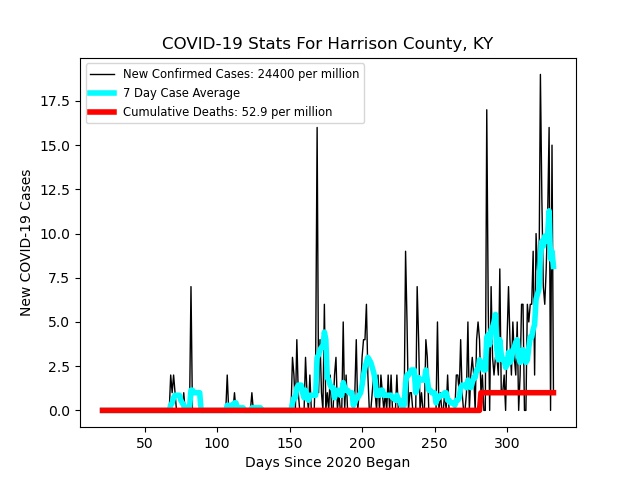 COVID-19 Stats For Harrison County, KY
New Confirmed Cases: 24400 per million
7 Day Case Average
Cumulative Deaths: 52.9 per million
New COVID-19 Cases
17.5
15.0
12.5
10.0
7.5
5.0
2.5
0.0
50 100 150 200 250 300
Days Since 2020 Began